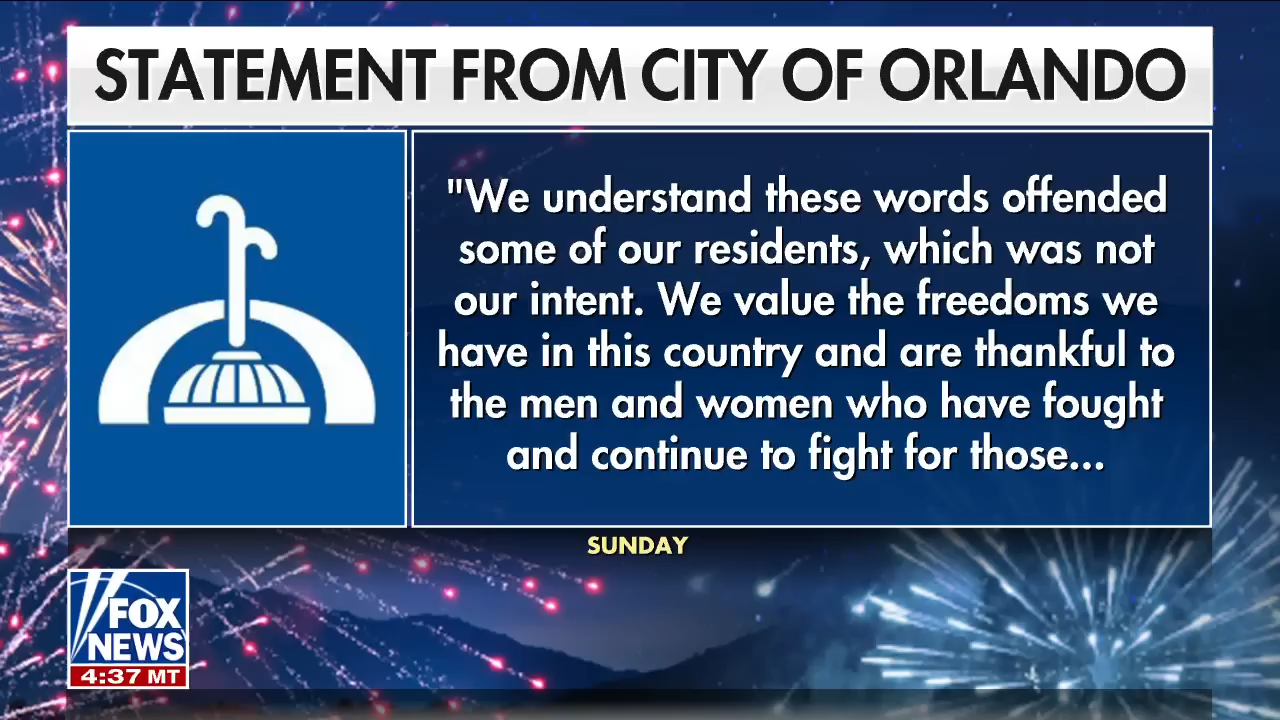 STATEMENT FROM CITY OF ORLANDO
"We understand these words offended
some of our residents, which was not
our intent. We value the freedoms we
have in this country and are thankful to
the men and women who have fought
and continue to fight for those...
SUNDAY
FOX
NEWS
4:37 MT